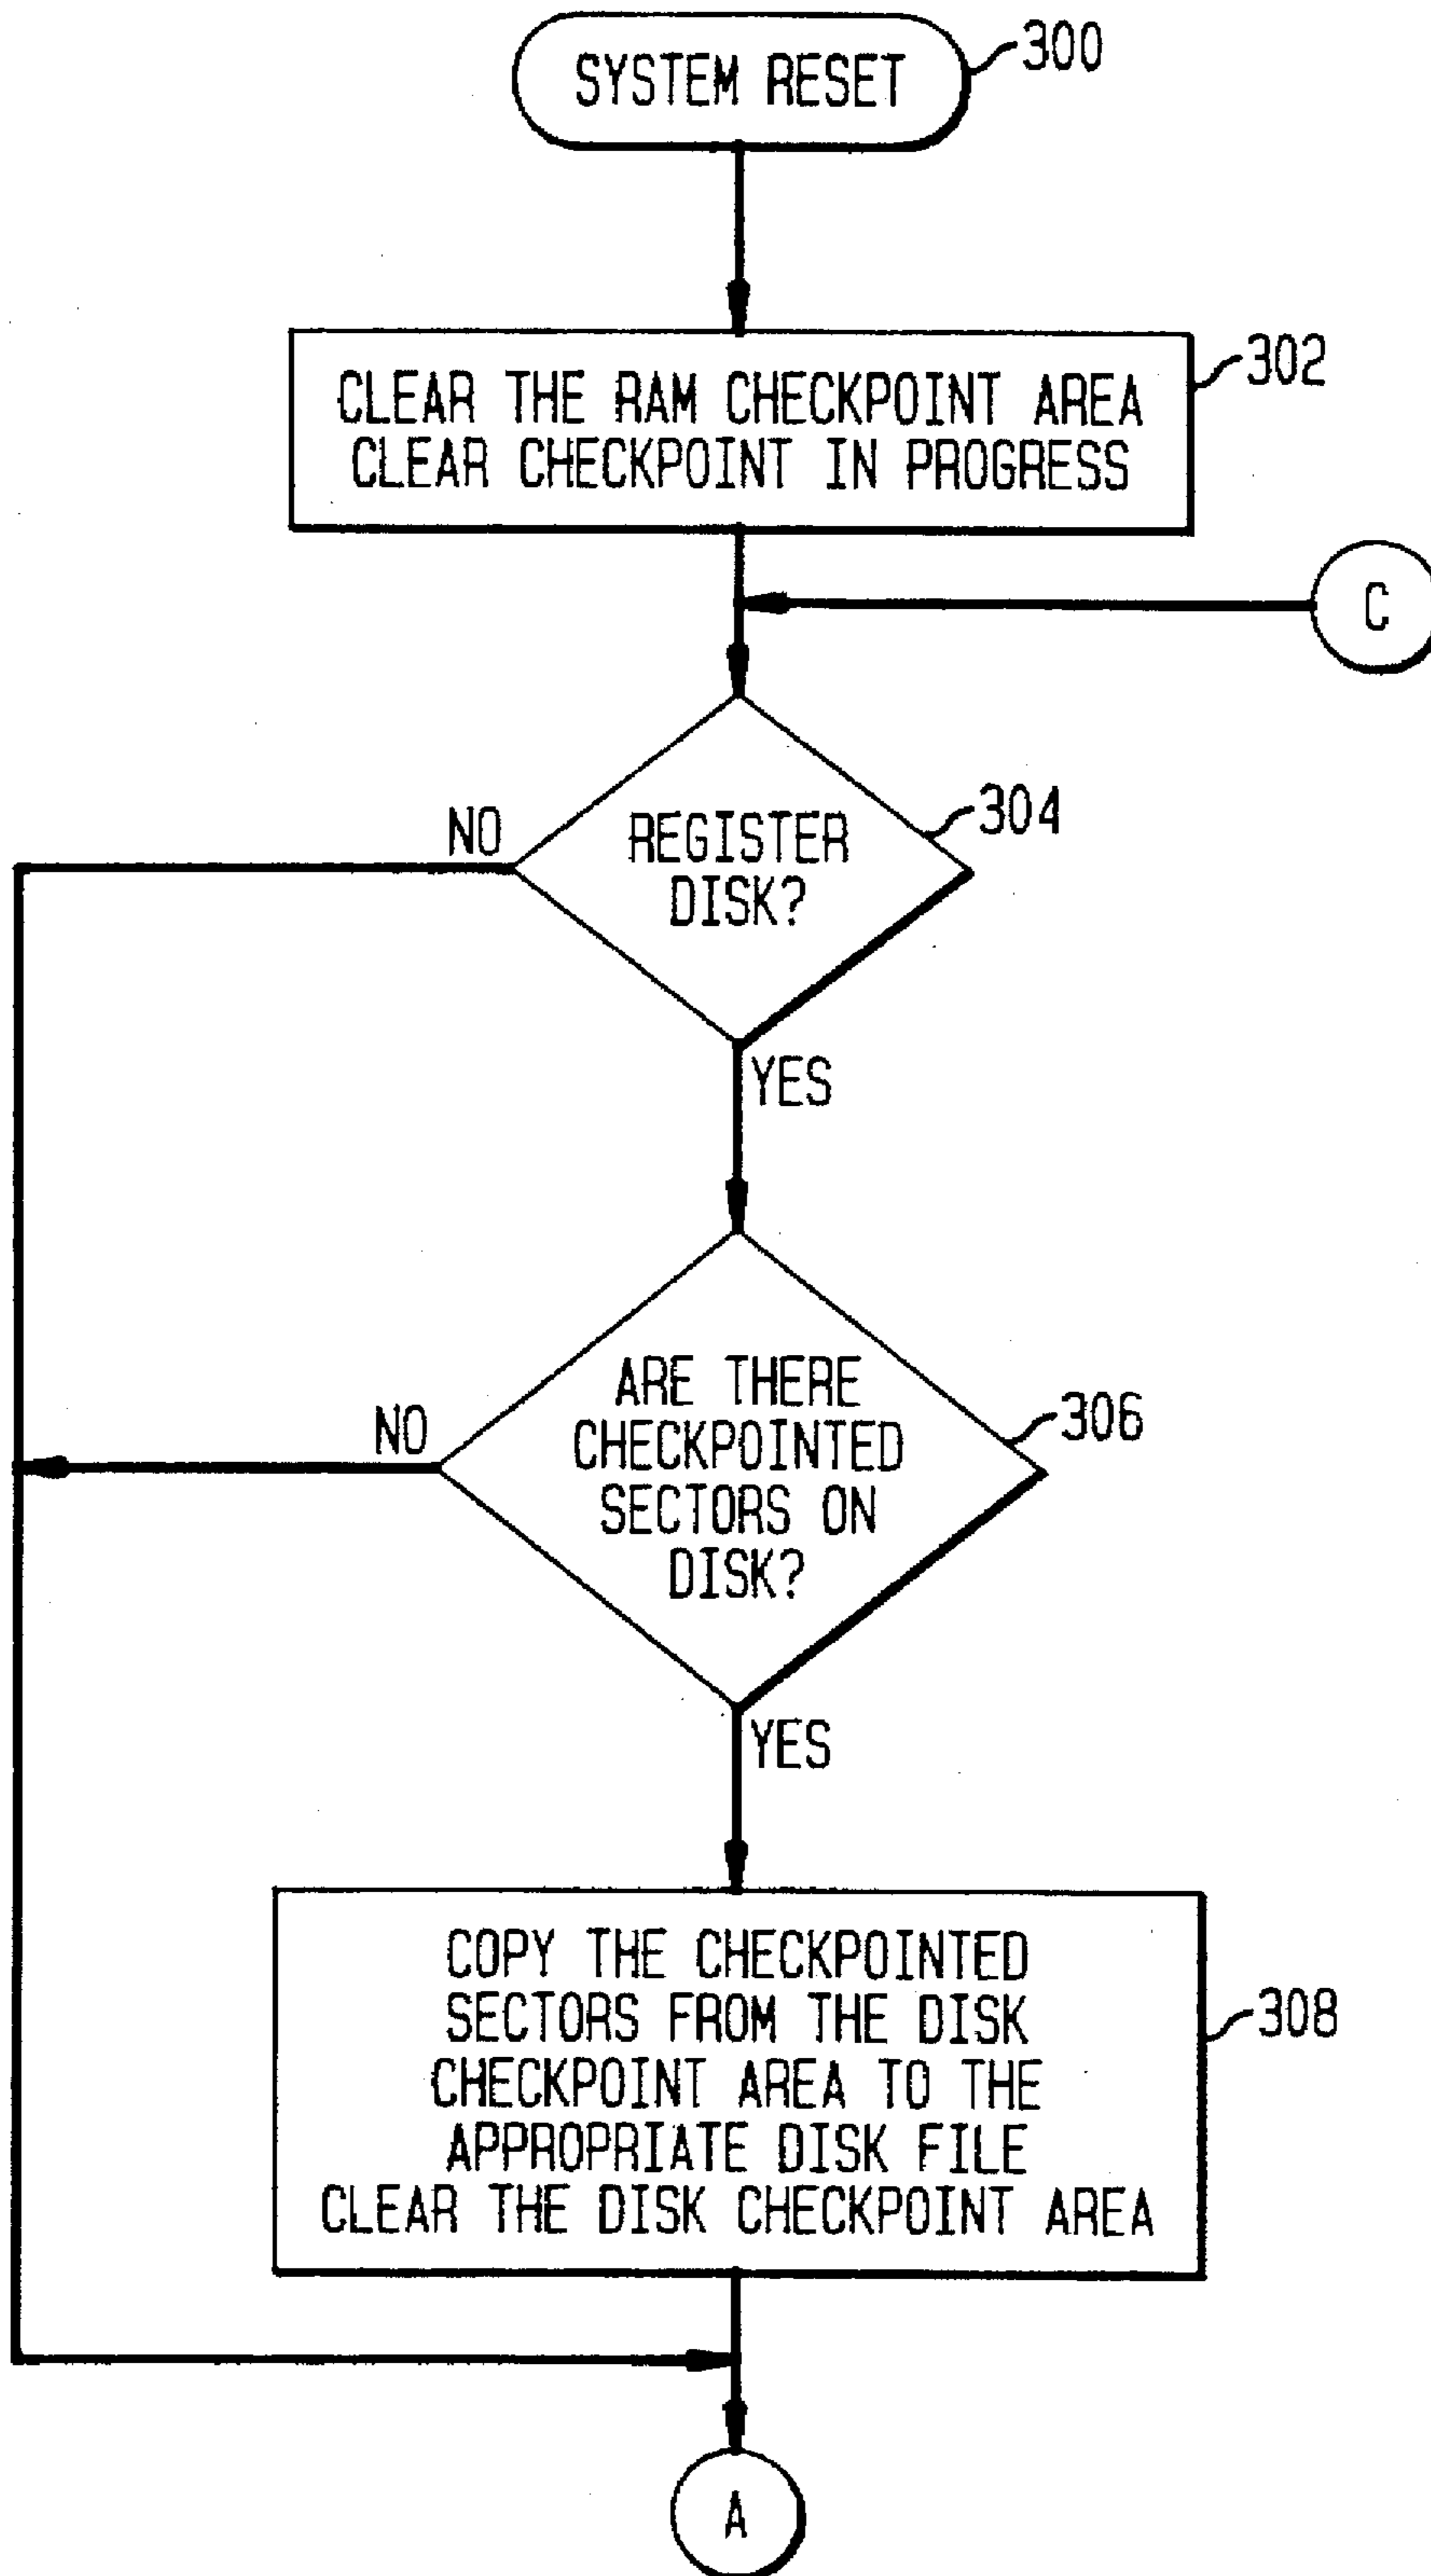 SYSTEM RESET
300
CLEAR THE RAM CHECKPOINT AREA
CLEAR CHECKPOINT IN PROGRESS
302
C
REGISTER
DISK?
304
NO
YES
ARE THERE
CHECKPOINTED
SECTORS ON
DISK?
306
NO
YES
COPY THE CHECKPOINTED
SECTORS FROM THE DISK
CHECKPOINT AREA TO THE
APPROPRIATE DISK FILE
CLEAR THE DISK CHECKPOINT AREA
308
A